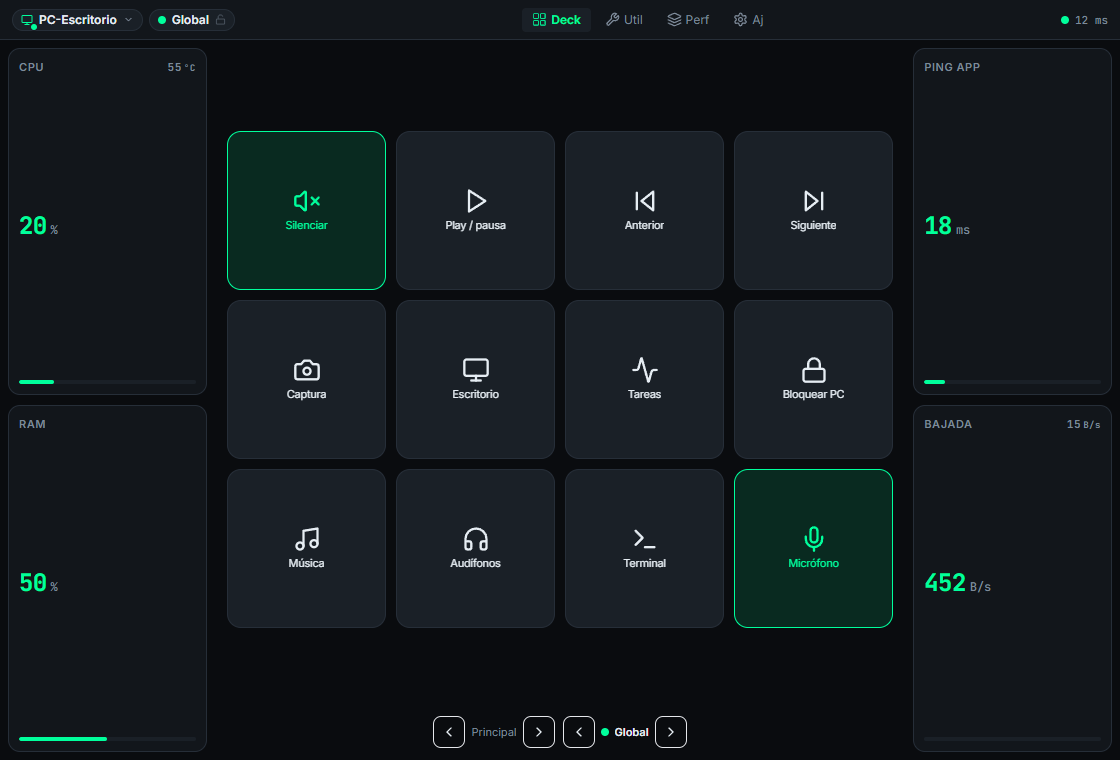 PC-Escritorio
Global
Deck
Util
Perf
Aj
12 ms
CPU
55 °C
20 %
RAM
50 %
Silenciar
Play / pausa
Anterior
Siguiente
Captura
Escritorio
Tareas
Bloquear PC
Música
Audífonos
Terminal
Micrófono
Principal
Global
PING APP
18 ms
BAJADA
15 B/s
452 B/s